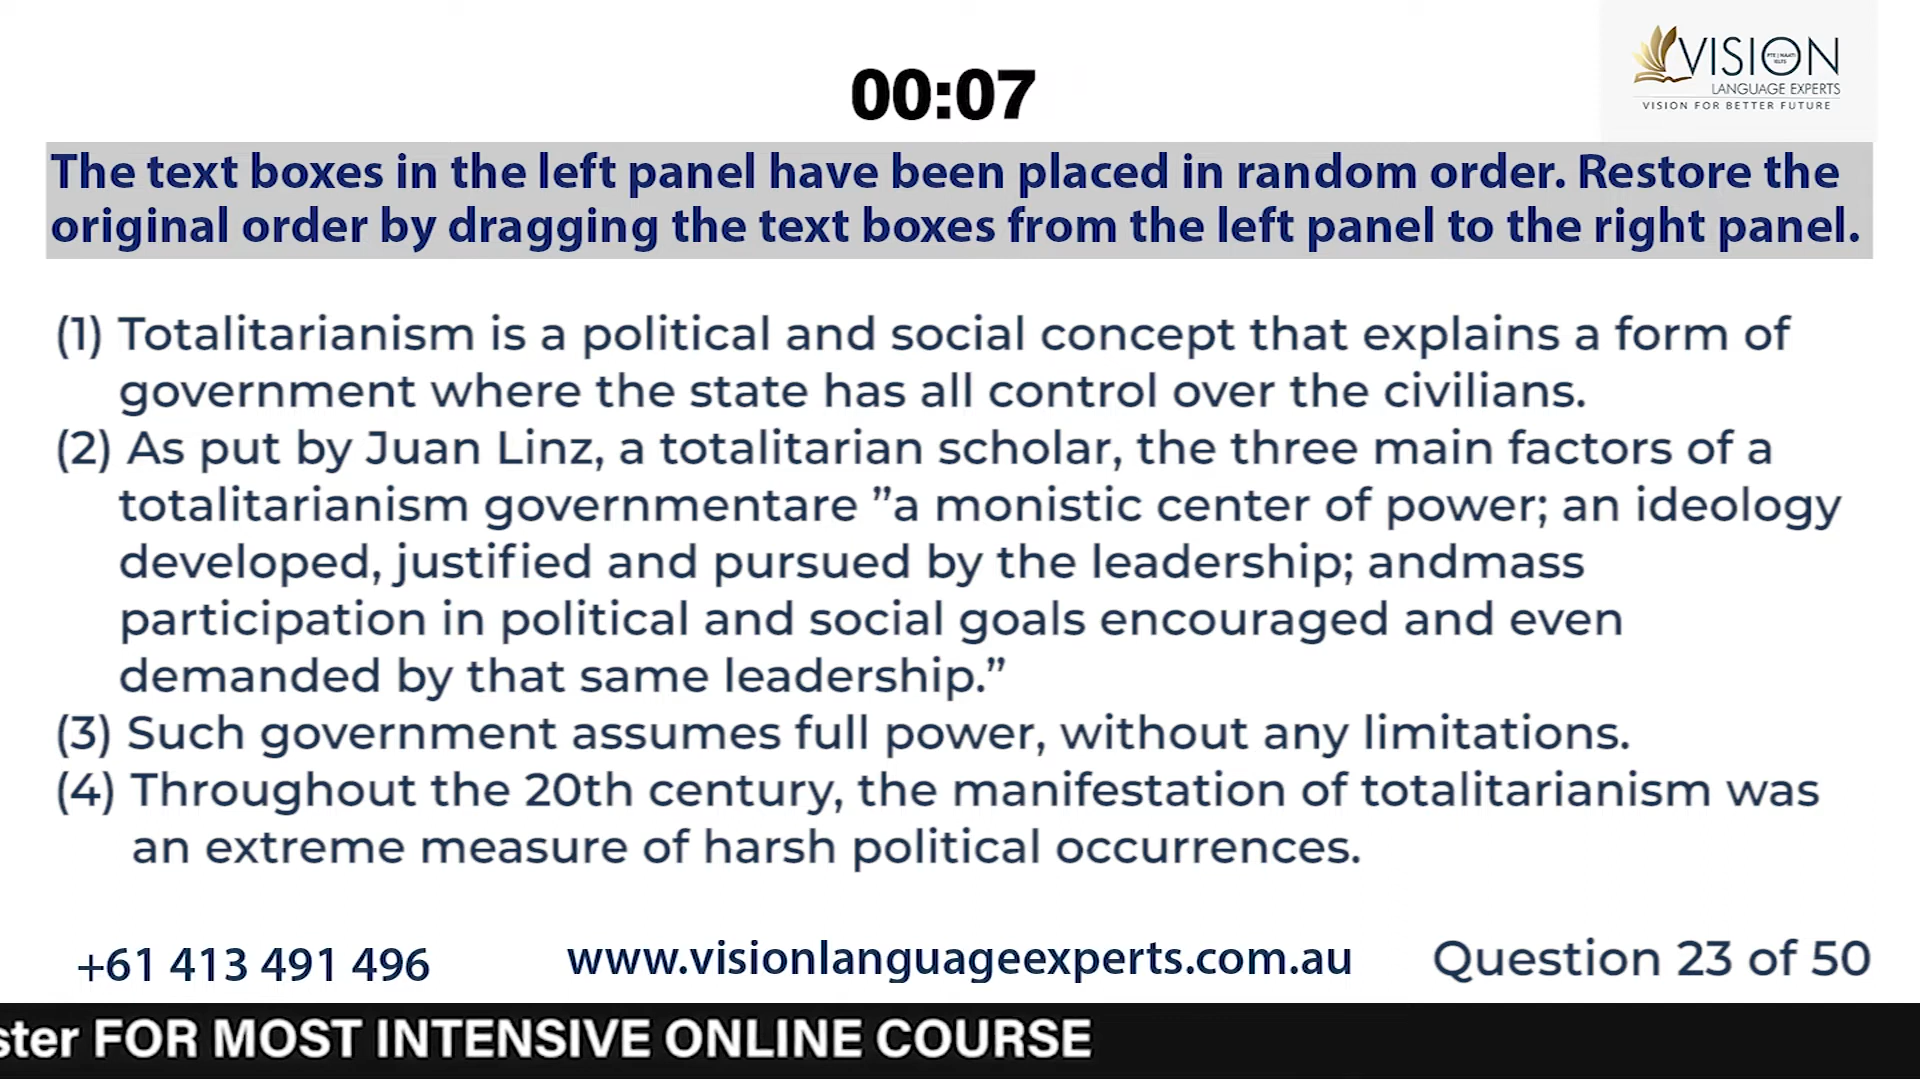 VISION
LANGUAGE EXPERTS
VISION FOR BETTER FUTURE
00:07
The text boxes in the left panel have been placed in random order. Restore the
original order by dragging the text boxes from the left panel to the right panel.
(1) Totalitarianism is a political and social concept that explains a form of
government where the state has all control over the civilians.
(2) As put by Juan Linz, a totalitarian scholar, the three main factors of a
totalitarianism governmentare ”a monistic center of power; an ideology
developed, justified and pursued by the leadership; andmass
participation in political and social goals encouraged and even
demanded by that same leadership.”
(3) Such government assumes full power, without any limitations.
(4) Throughout the 20th century, the manifestation of totalitarianism was
an extreme measure of harsh political occurrences.
+61 413 491 496
www.visionlanguageexperts.com.au
Question 23 of 50
ster FOR MOST INTENSIVE ONLINE COURSE